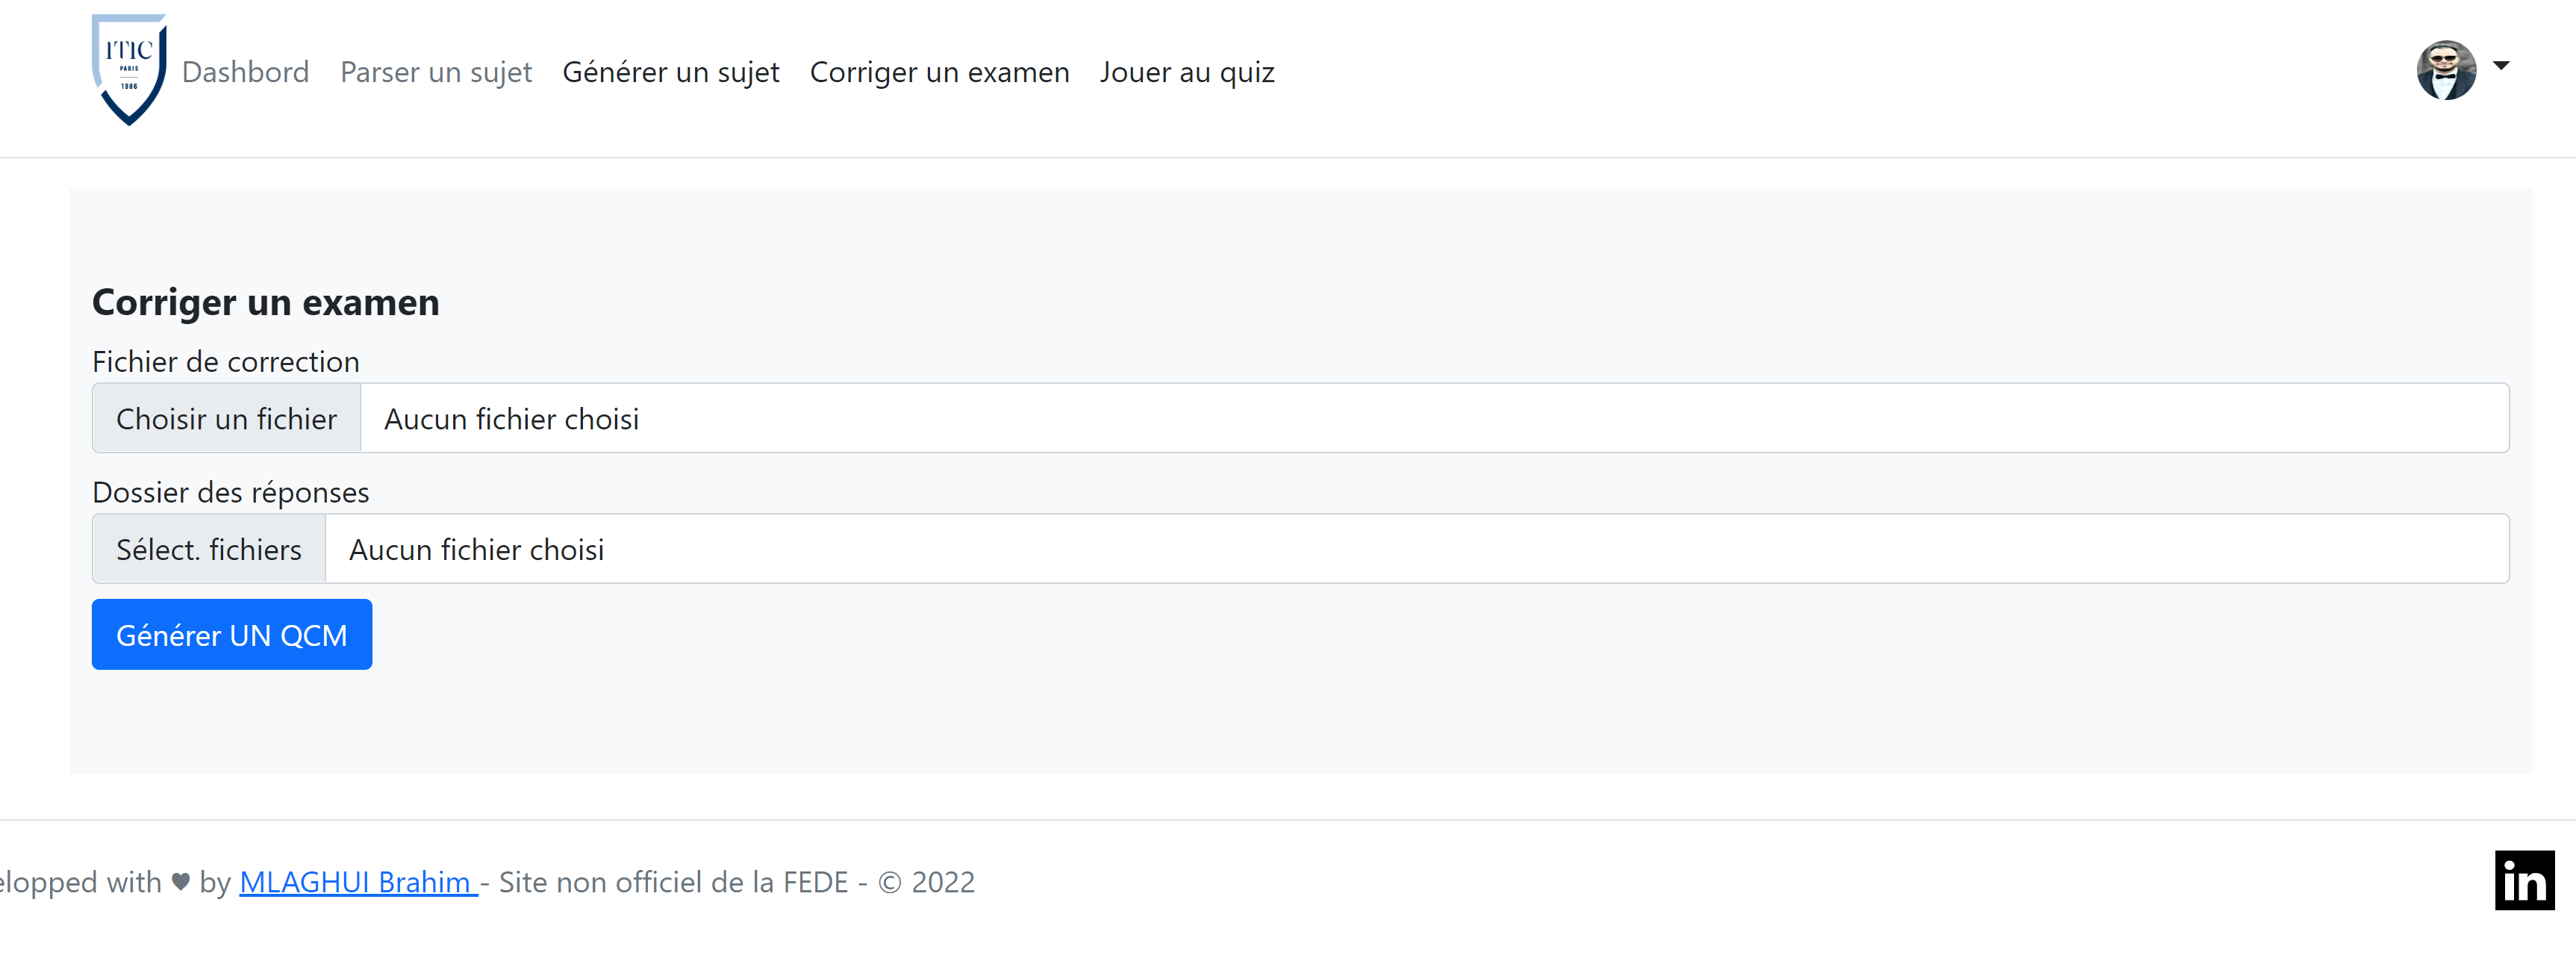 ITIC
PARIS
1986
Dashbord Parser un sujet Générer un sujet Corriger un examen Jouer au quiz
Corriger un examen
Fichier de correction
Choisir un fichier Aucun fichier choisi
Dossier des réponses
Sélect. fichiers Aucun fichier choisi
Générer UN QCM
elopped with ♥ by MLAGHUI Brahim - Site non officiel de la FEDE - © 2022
in